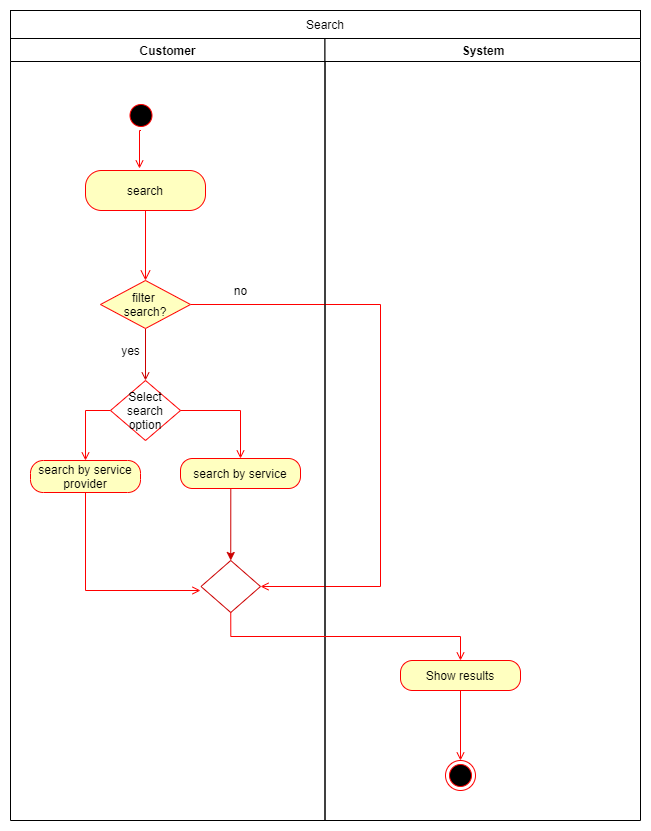 Search
Customer
System
search
filter
search?
no
yes
Select
search
option
search by service
provider
search by service
Show results